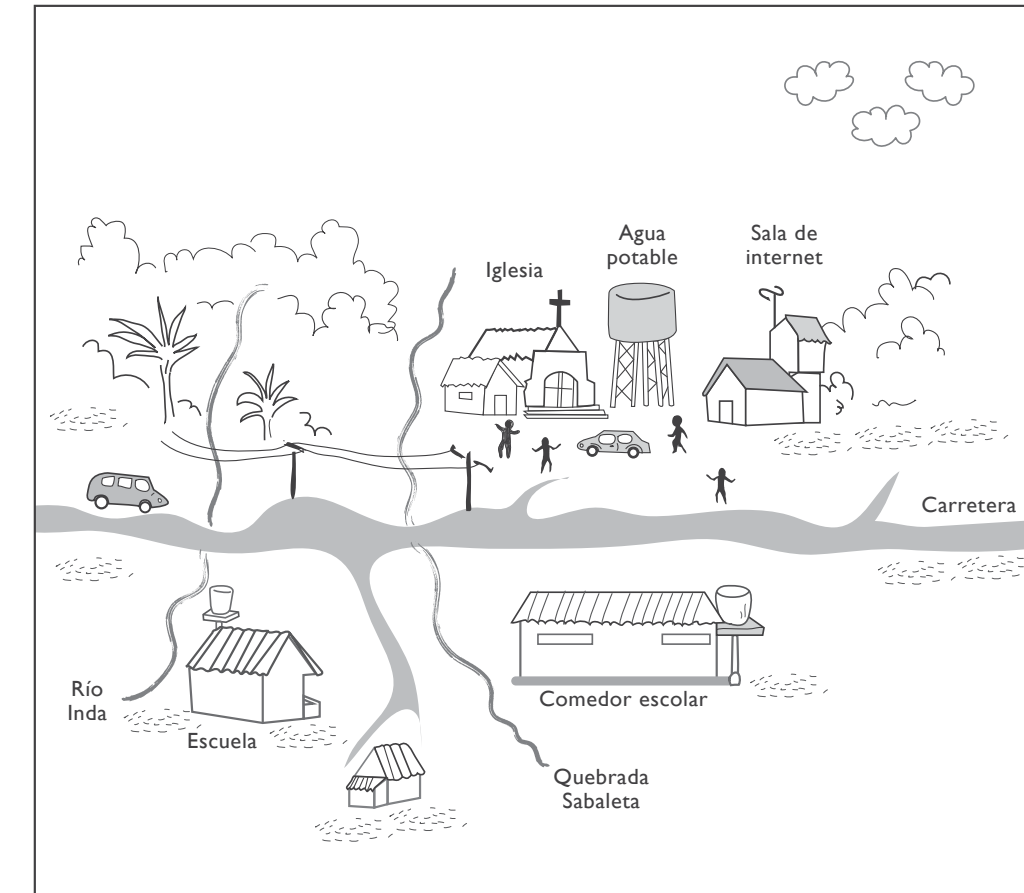 Agua
potable
Sala de
internet
Iglesia
Carretera
Río
Inda
Comedor escolar
Escuela
Quebrada
Sabaleta